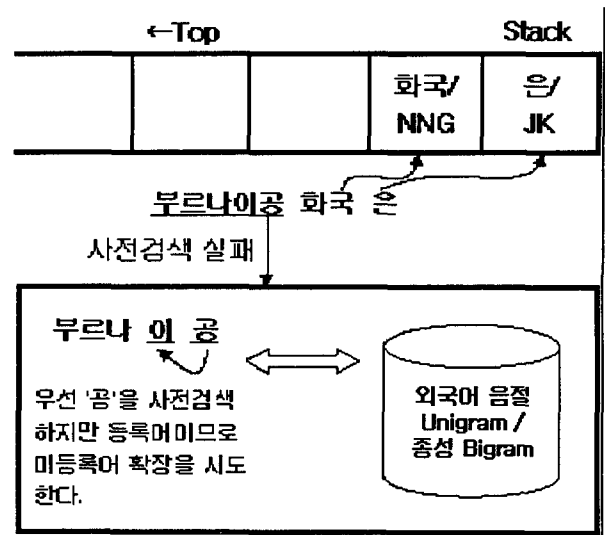 ←Top Stack
화국/ 은/
NNG JK
부르나이공 화국 은
사전검색 실패
부르나 이 공
우선 '공'을 사전검색
하지만 등록어이므로
미등록어 확장을 시도
한다.
외국어 음절
Unigram /
종성 Bigram